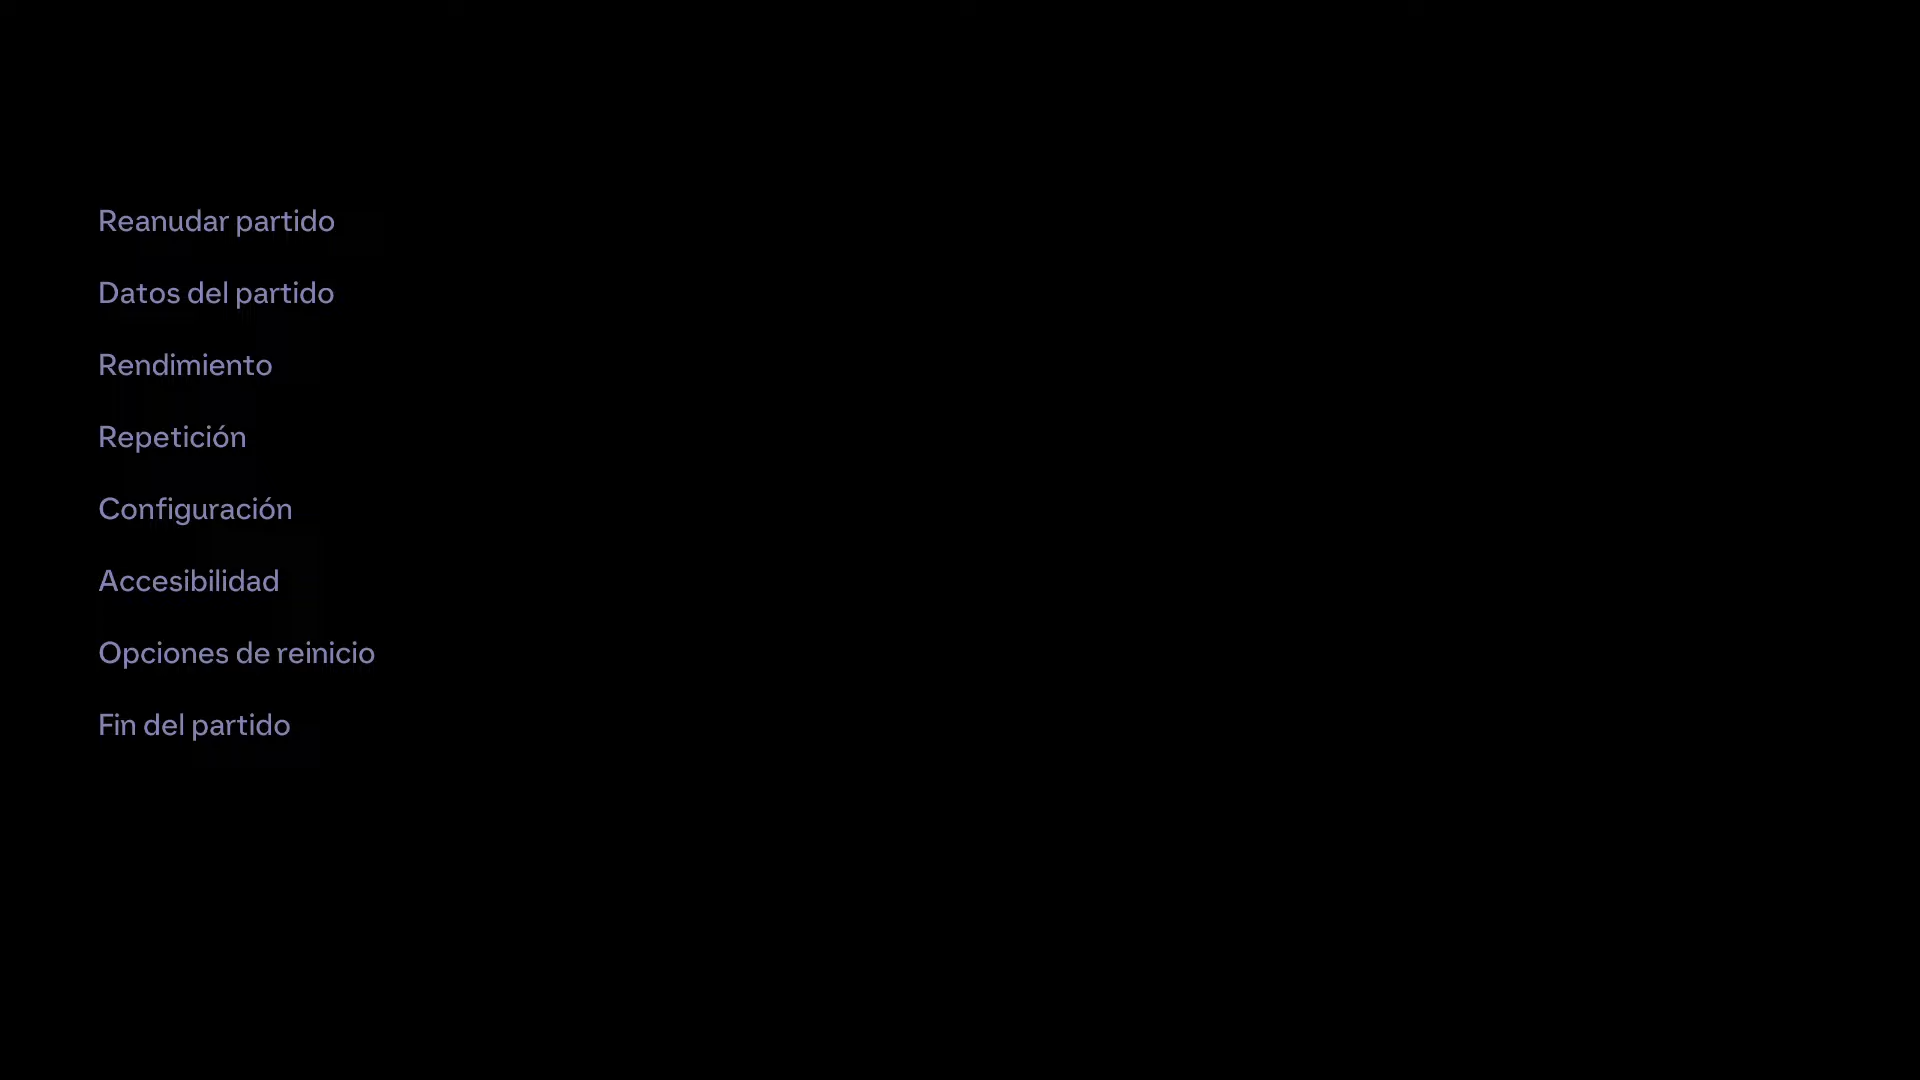 Reanudar partido
Datos del partido
Rendimiento
Repetición
Configuración
Accesibilidad
Opciones de reinicio
Fin del partido